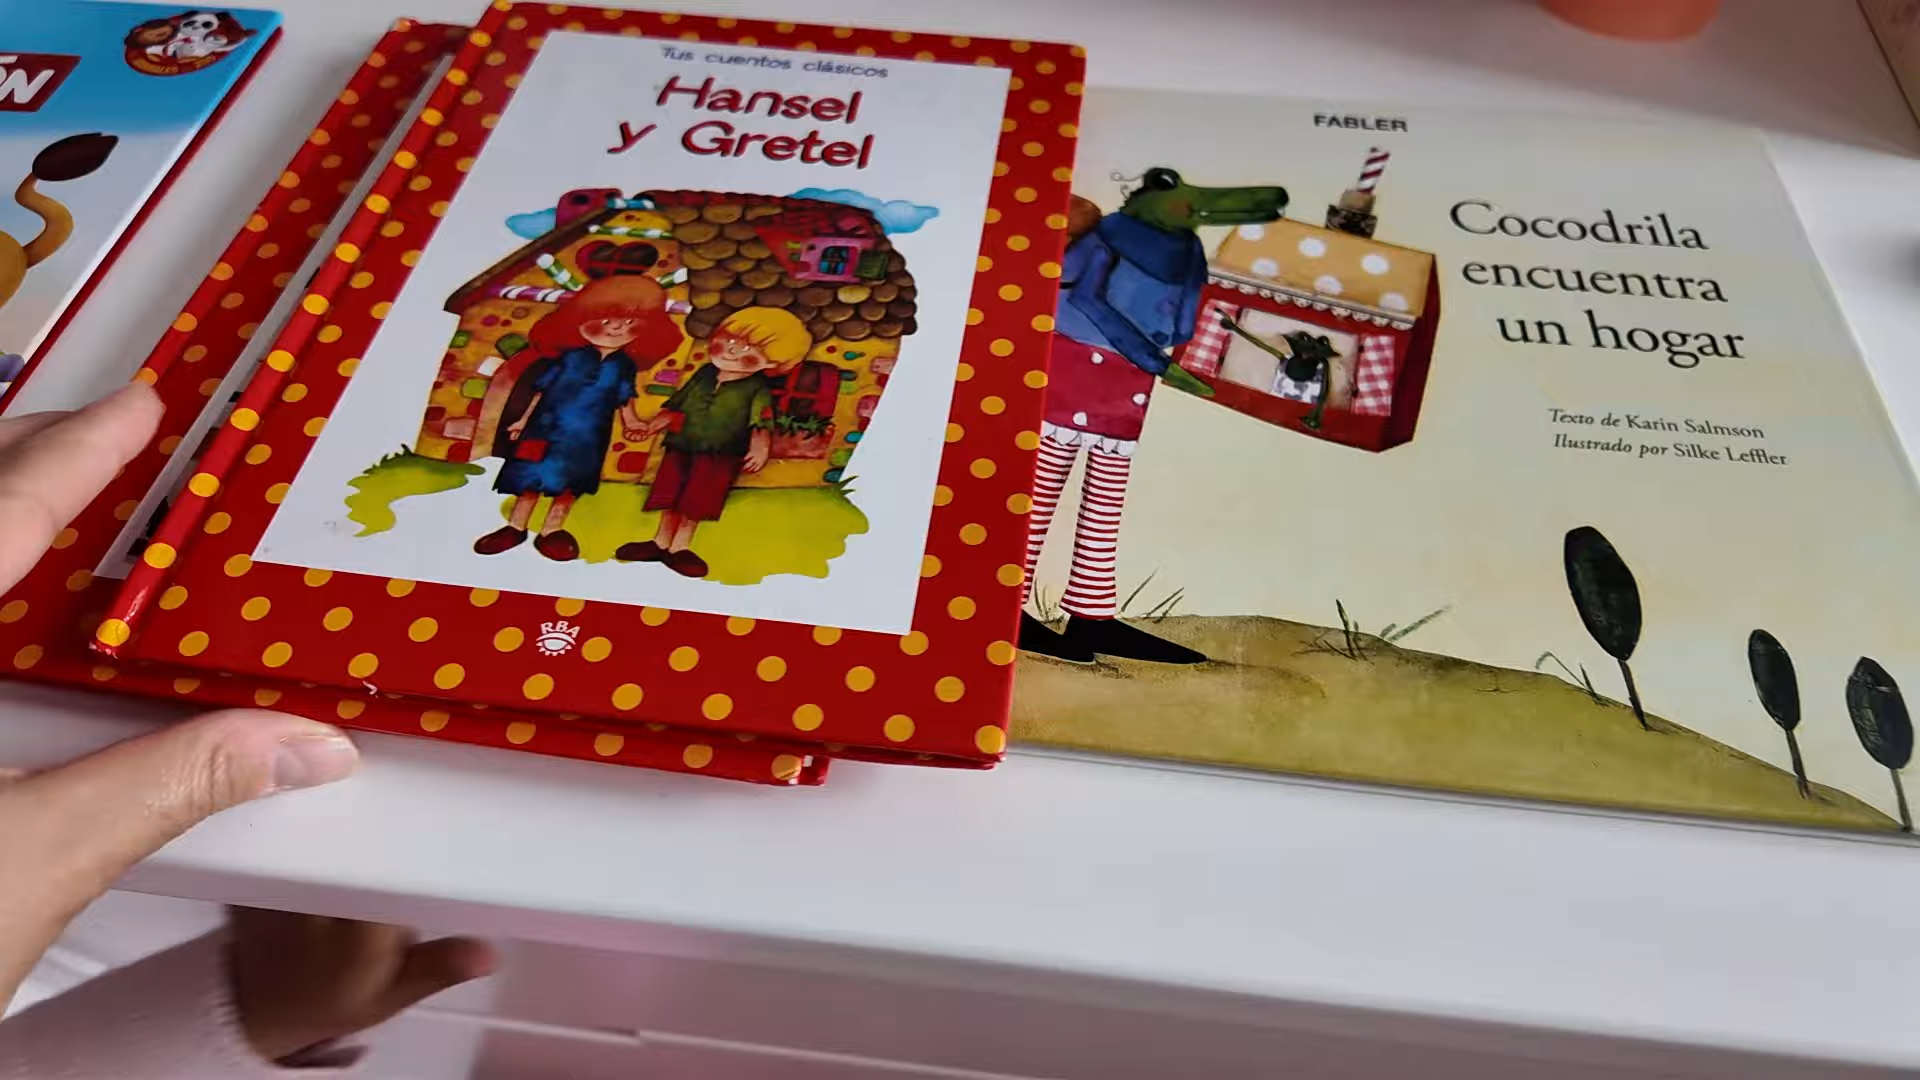 Tus cuentos clásicos
Hansel
y Gretel
RBA
FABLER
Cocodrila
encuentra
un hogar
Texto de Karin Salmson
Ilustrado por Silke Leffler